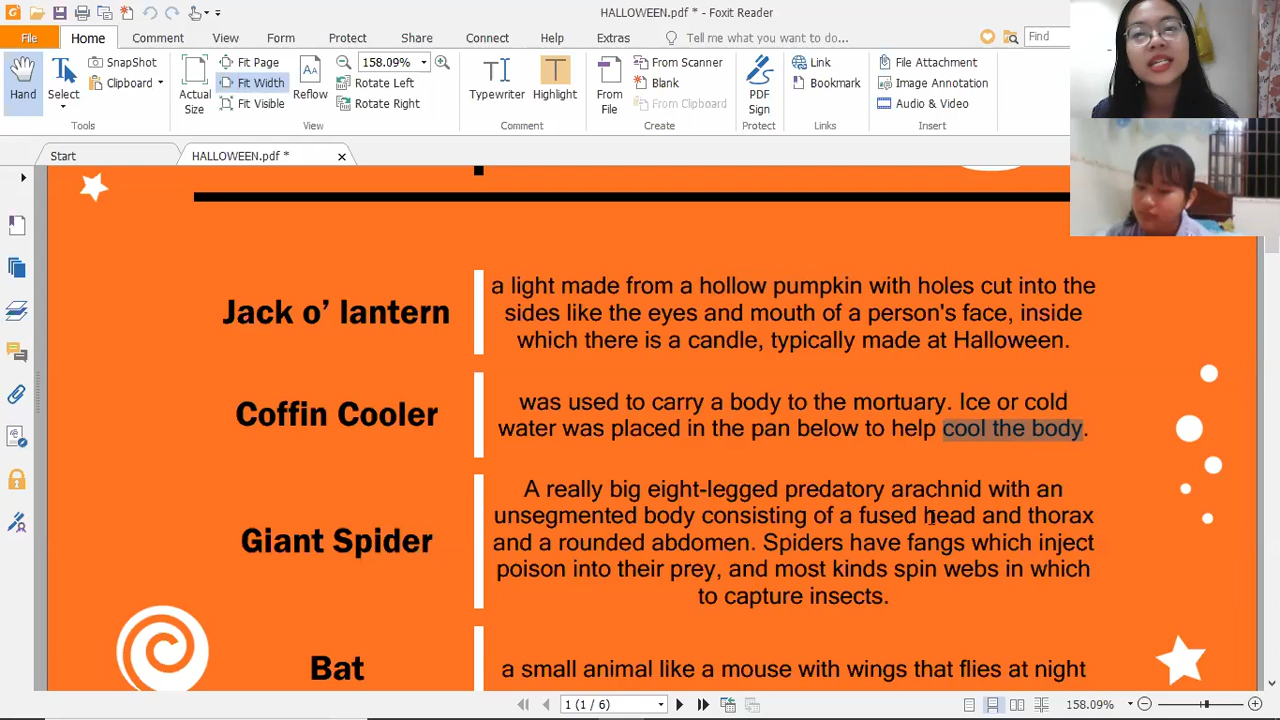 HALLOWEEN.pdf * - Foxit Reader
File Home Comment View Form Protect Share Connect Help Extras Tell me what you want to do... Find
Hand
Select
SnapShot
Clipboard
Actual Size
Fit Page
Fit Width
Fit Visible
Reflow
158.09%
Rotate Left
Rotate Right
Typewriter
Highlight
From File
From Scanner
Blank
From Clipboard
PDF Sign
Link
Bookmark
File Attachment
Image Annotation
Audio & Video
Tools View Comment Create Protect Links Insert
Start HALLOWEEN.pdf *
Jack o’ lantern
a light made from a hollow pumpkin with holes cut into the
sides like the eyes and mouth of a person's face, inside
which there is a candle, typically made at Halloween.
Coffin Cooler
was used to carry a body to the mortuary. Ice or cold
water was placed in the pan below to help cool the body.
Giant Spider
A really big eight-legged predatory arachnid with an
unsegmented body consisting of a fused head and thorax
and a rounded abdomen. Spiders have fangs which inject
poison into their prey, and most kinds spin webs in which
to capture insects.
Bat
a small animal like a mouse with wings that flies at night
1 (1 / 6)
158.09%